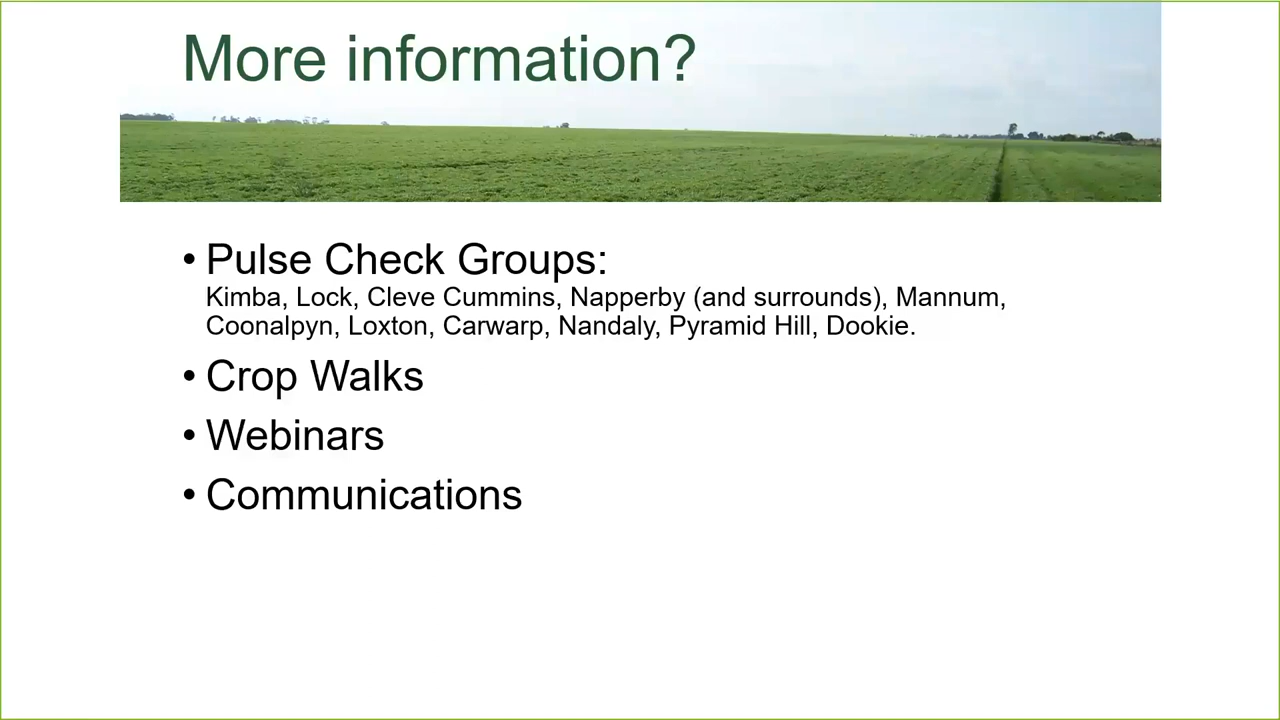 More information?
• Pulse Check Groups:
Kimba, Lock, Cleve Cummins, Napperby (and surrounds), Mannum,
Coonalpyn, Loxton, Carwarp, Nandaly, Pyramid Hill, Dookie.
• Crop Walks
• Webinars
• Communications